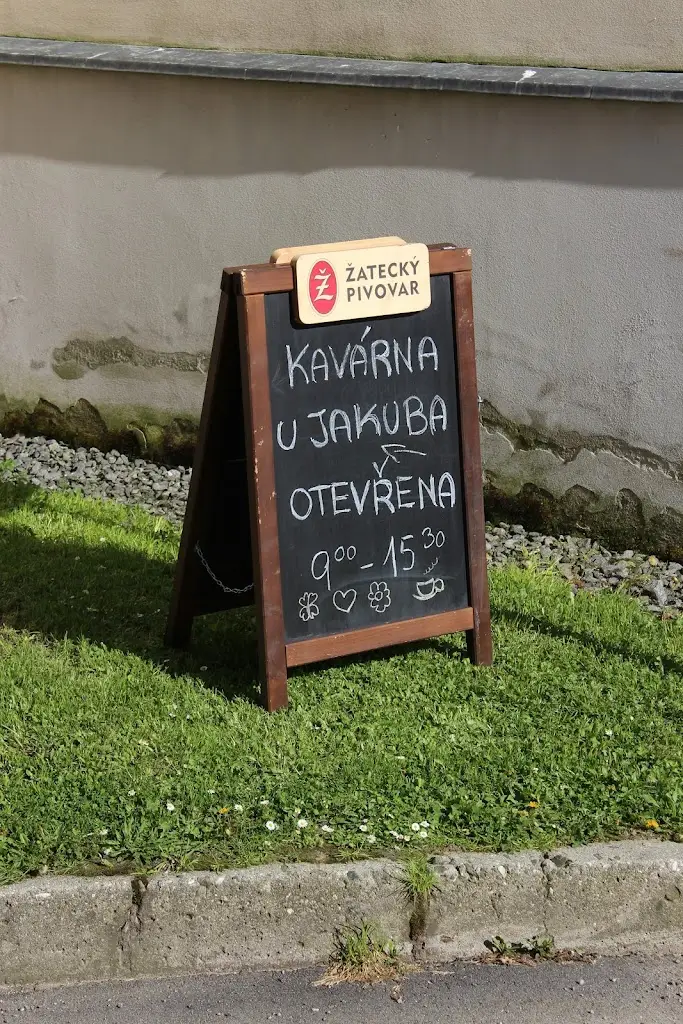 Ž ŽATECKÝ
PIVOVAR
KAVÁRNA
U JAKUBA
OTEVŘENA
9⁰⁰ - 15³⁰